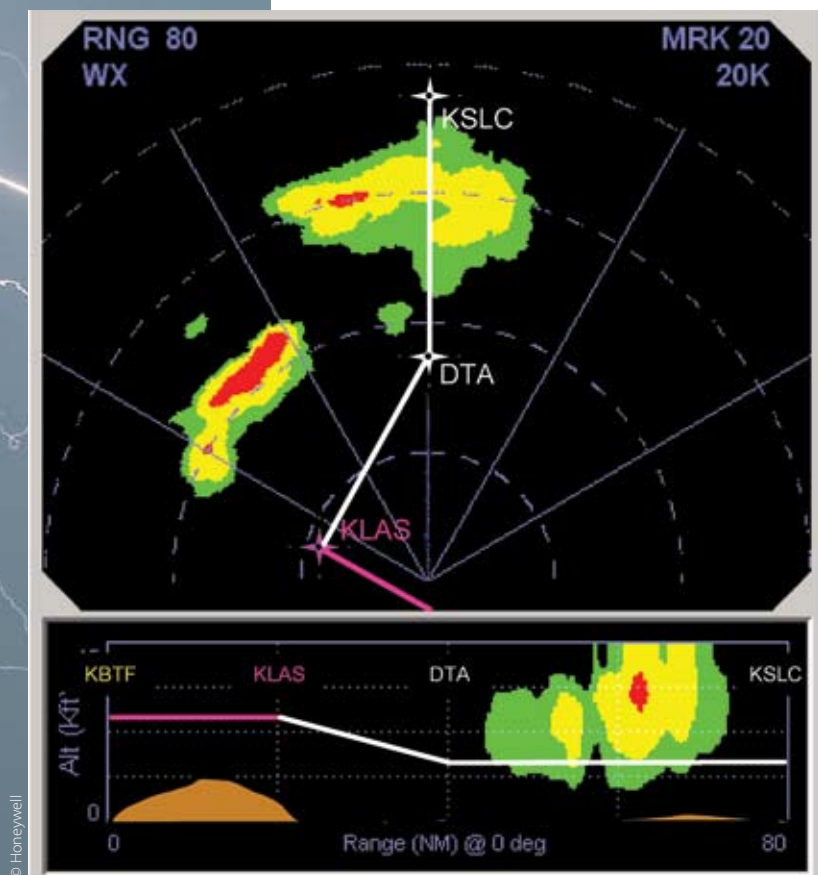 RNG 80
MRK 20
WX
20K
KSLC
DTA
KLAS
KBTF KLAS DTA KSLC
Alt (Kft)
0
0 Range (NM) @ 0 deg 80
© Honeywell